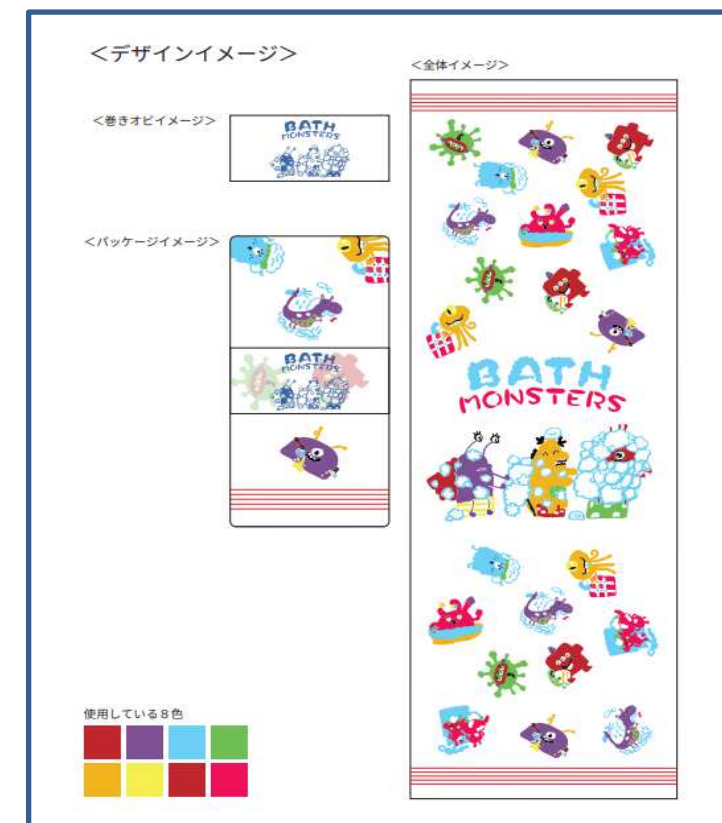 ＜デザインイメージ＞
＜全体イメージ＞
＜巻きオビイメージ＞
BATH
MONSTERS
＜パッケージイメージ＞
BATH
MONSTERS
BATH
MONSTERS
使用している８色